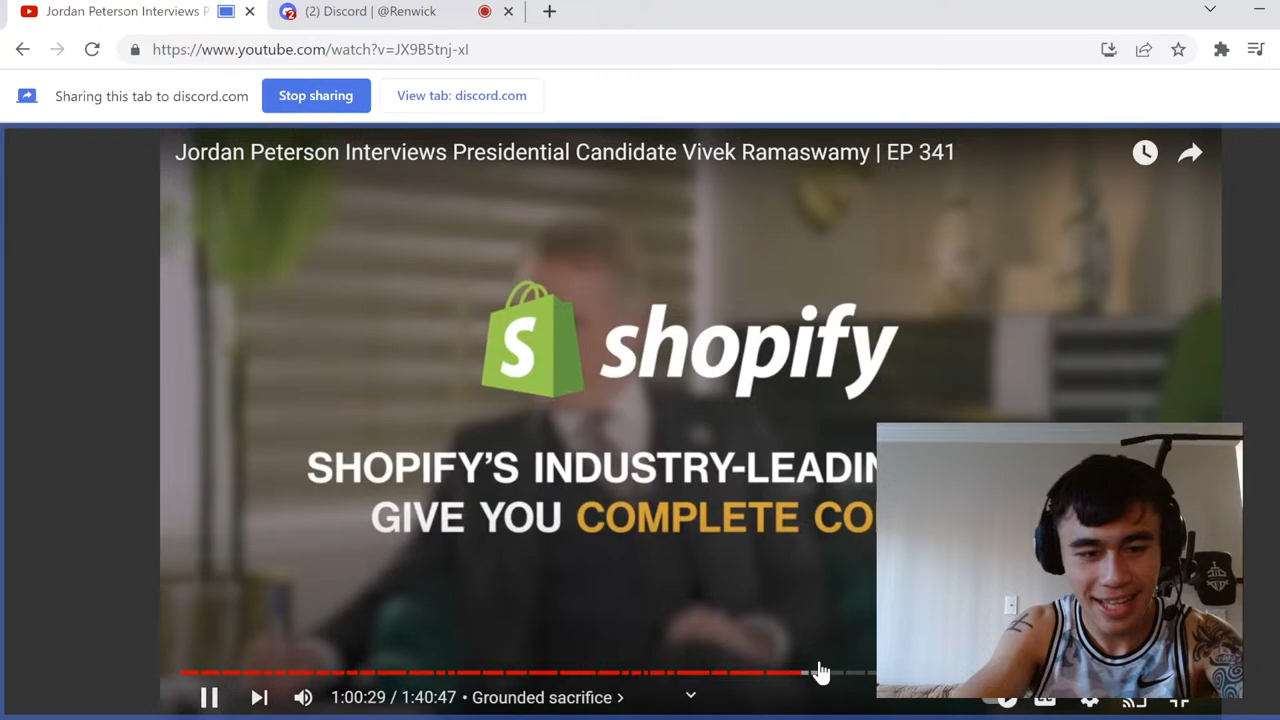 Jordan Peterson Interviews P
(2) Discord | @Renwick
https://www.youtube.com/watch?v=JX9B5tnj-xI
Sharing this tab to discord.com
Stop sharing
View tab: discord.com
Jordan Peterson Interviews Presidential Candidate Vivek Ramaswamy | EP 341
S shopify
SHOPIFY'S INDUSTRY-LEADIN
GIVE YOU COMPLETE CO
1:00:29 / 1:40:47 • Grounded sacrifice >